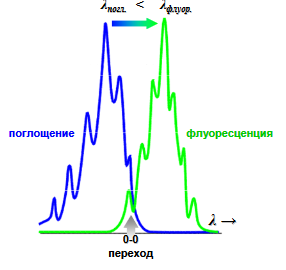 λпогл. < λфлуор.
поглощение флуоресценция
λ →
0-0
переход